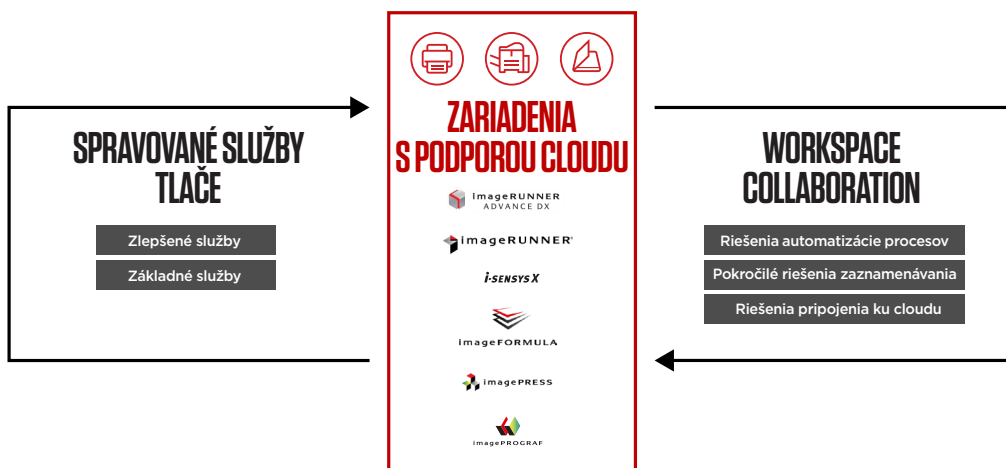 SPRAVOVANÉ SLUŽBY
TLAČE
Zlepšené služby
Základné služby
ZARIADENIA
S PODPOROU CLOUDU
imageRUNNER
ADVANCE DX
imageRUNNER®
i-SENSYS X
imageFORMULA
imagePRESS
imagePROGRAF
WORKSPACE
COLLABORATION
Riešenia automatizácie procesov
Pokročilé riešenia zaznamenávania
Riešenia pripojenia ku cloudu